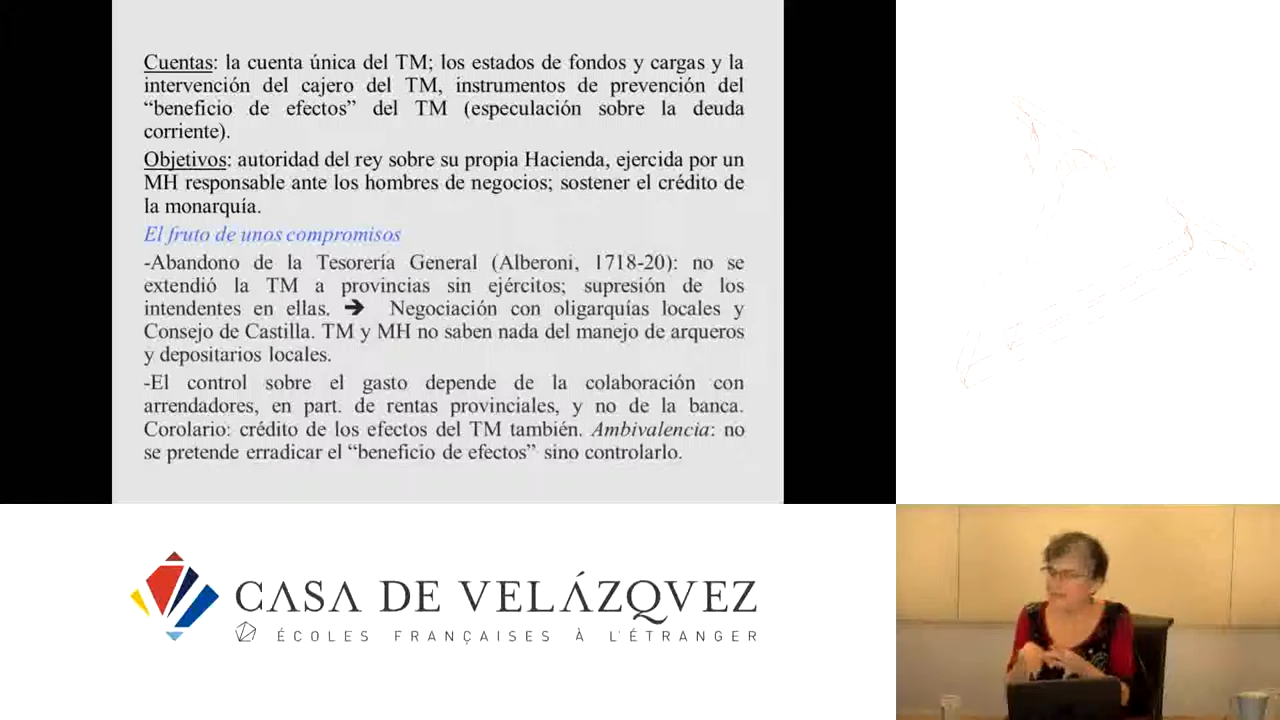 Cuentas: la cuenta única del TM; los estados de fondos y cargas y la
intervención del cajero del TM, instrumentos de prevención del
“beneficio de efectos” del TM (especulación sobre la deuda
corriente).
Objetivos: autoridad del rey sobre su propia Hacienda, ejercida por un
MH responsable ante los hombres de negocios; sostener el crédito de
la monarquía.
El fruto de unos compromisos
-Abandono de la Tesorería General (Alberoni, 1718-20): no se
extendió la TM a provincias sin ejércitos; supresión de los
intendentes en ellas. ➔ Negociación con oligarquías locales y
Consejo de Castilla. TM y MH no saben nada del manejo de arqueros
y depositarios locales.
-El control sobre el gasto depende de la colaboración con
arrendadores, en part. de rentas provinciales, y no de la banca.
Corolario: crédito de los efectos del TM también. Ambivalencia: no
se pretende erradicar el “beneficio de efectos” sino controlarlo.
CASA DE VELÁZQVEZ
ÉCOLES FRANÇAISES À L'ÉTRANGER